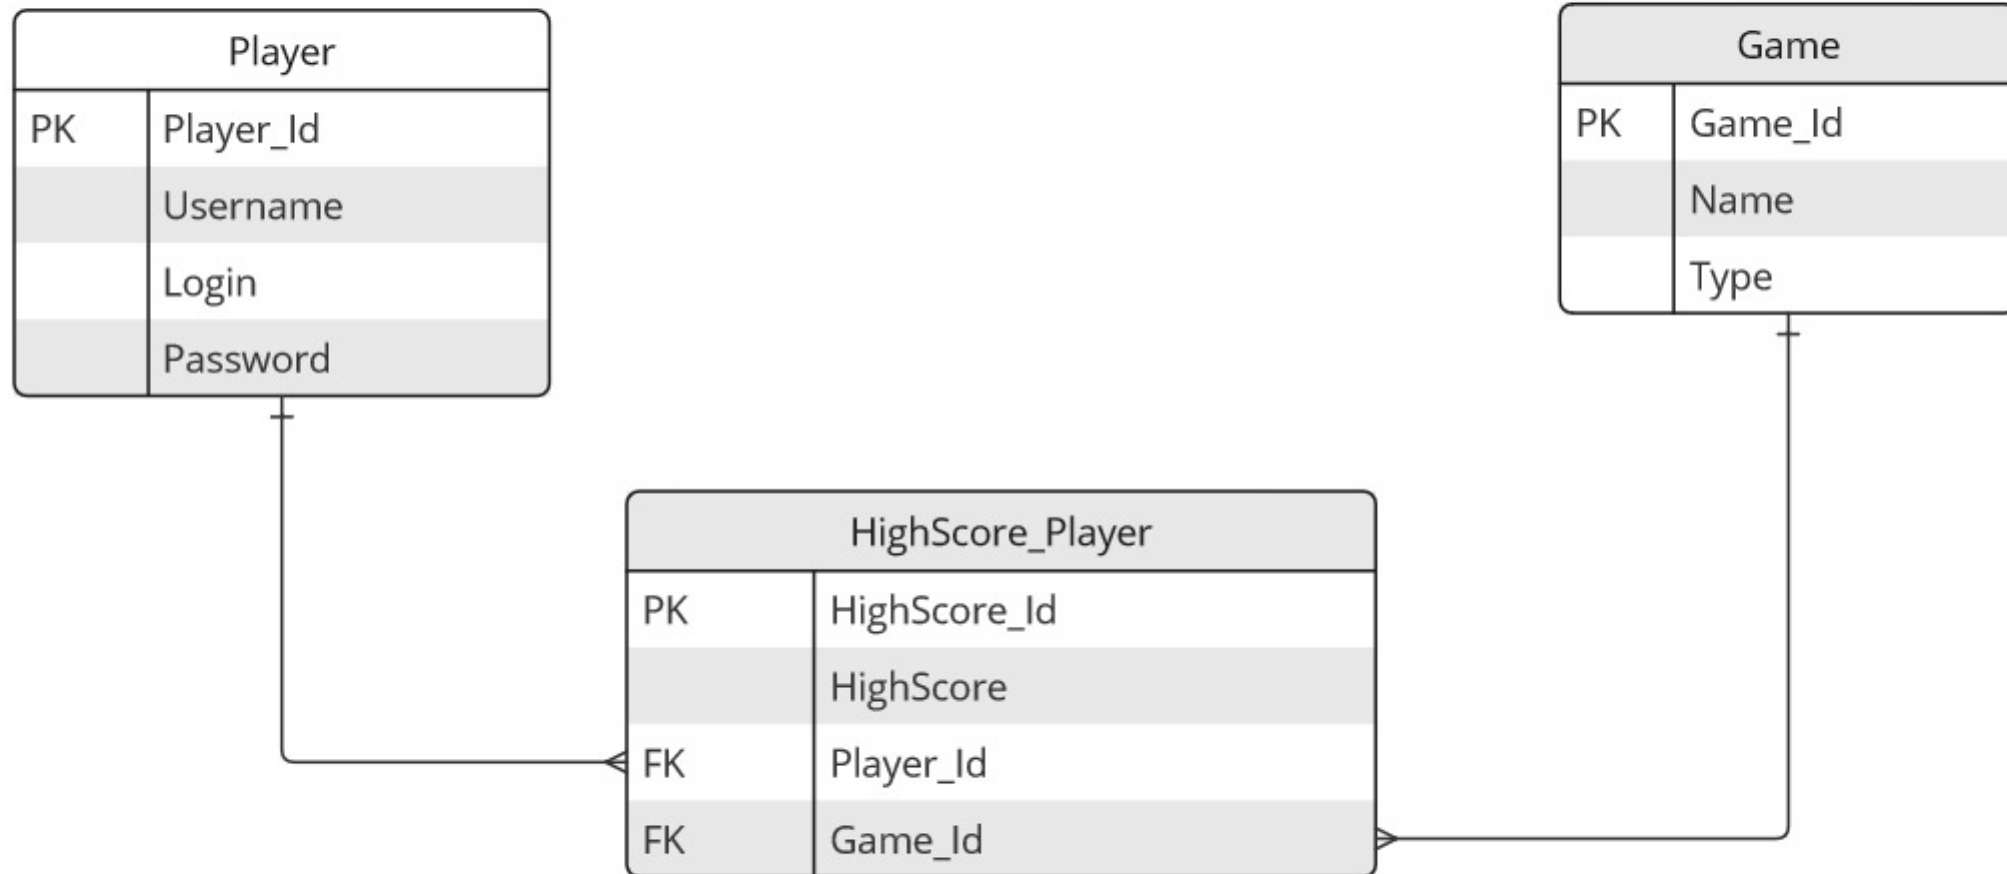 Player
PK Player_Id
Username
Login
Password
Game
PK Game_Id
Name
Type
HighScore_Player
PK HighScore_Id
HighScore
FK Player_Id
FK Game_Id